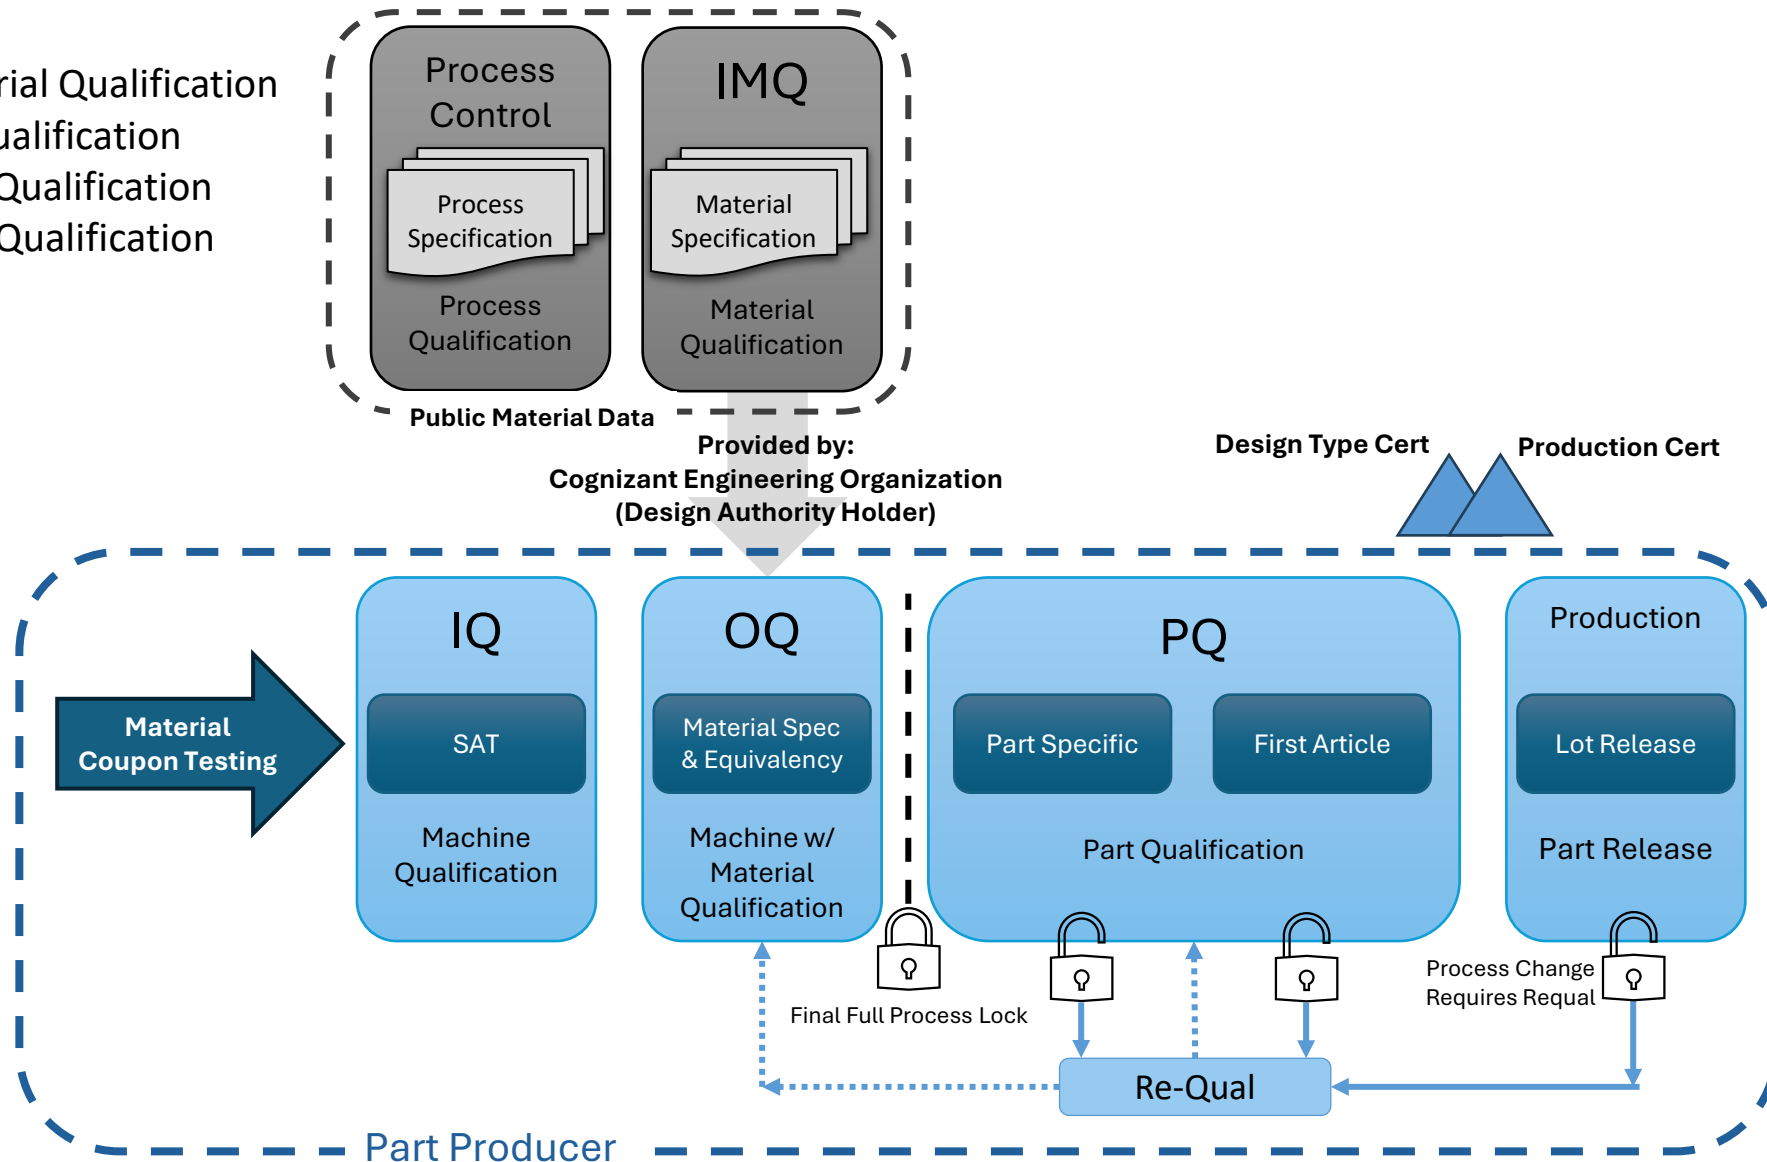 rial Qualification
ualification
Qualification
Qualification
Process
Control
Process
Specification
Process
Qualification
IMQ
Material
Specification
Material
Qualification
Public Material Data
Provided by:
Cognizant Engineering Organization
(Design Authority Holder)
Design Type Cert
Production Cert
Material
Coupon Testing
IQ
SAT
Machine
Qualification
OQ
Material Spec
& Equivalency
Machine w/
Material
Qualification
PQ
Part Specific
First Article
Part Qualification
Production
Lot Release
Part Release
Final Full Process Lock
Process Change
Requires Requal
Re-Qual
Part Producer